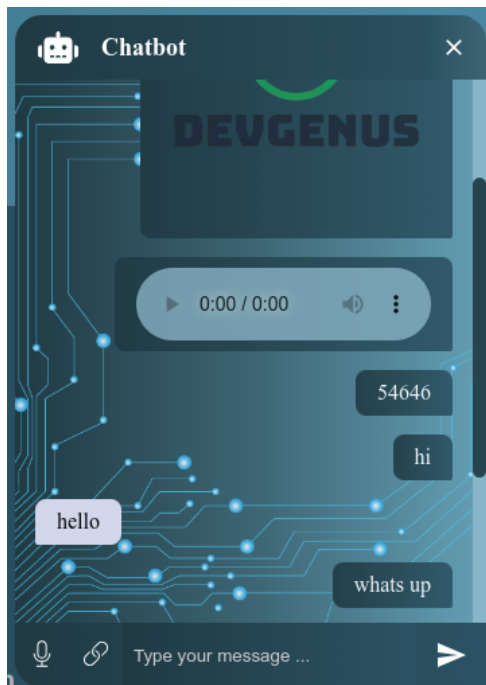 Chatbot
DEVGENUS
0:00 / 0:00
54646
hi
hello
whats up
Type your message ...